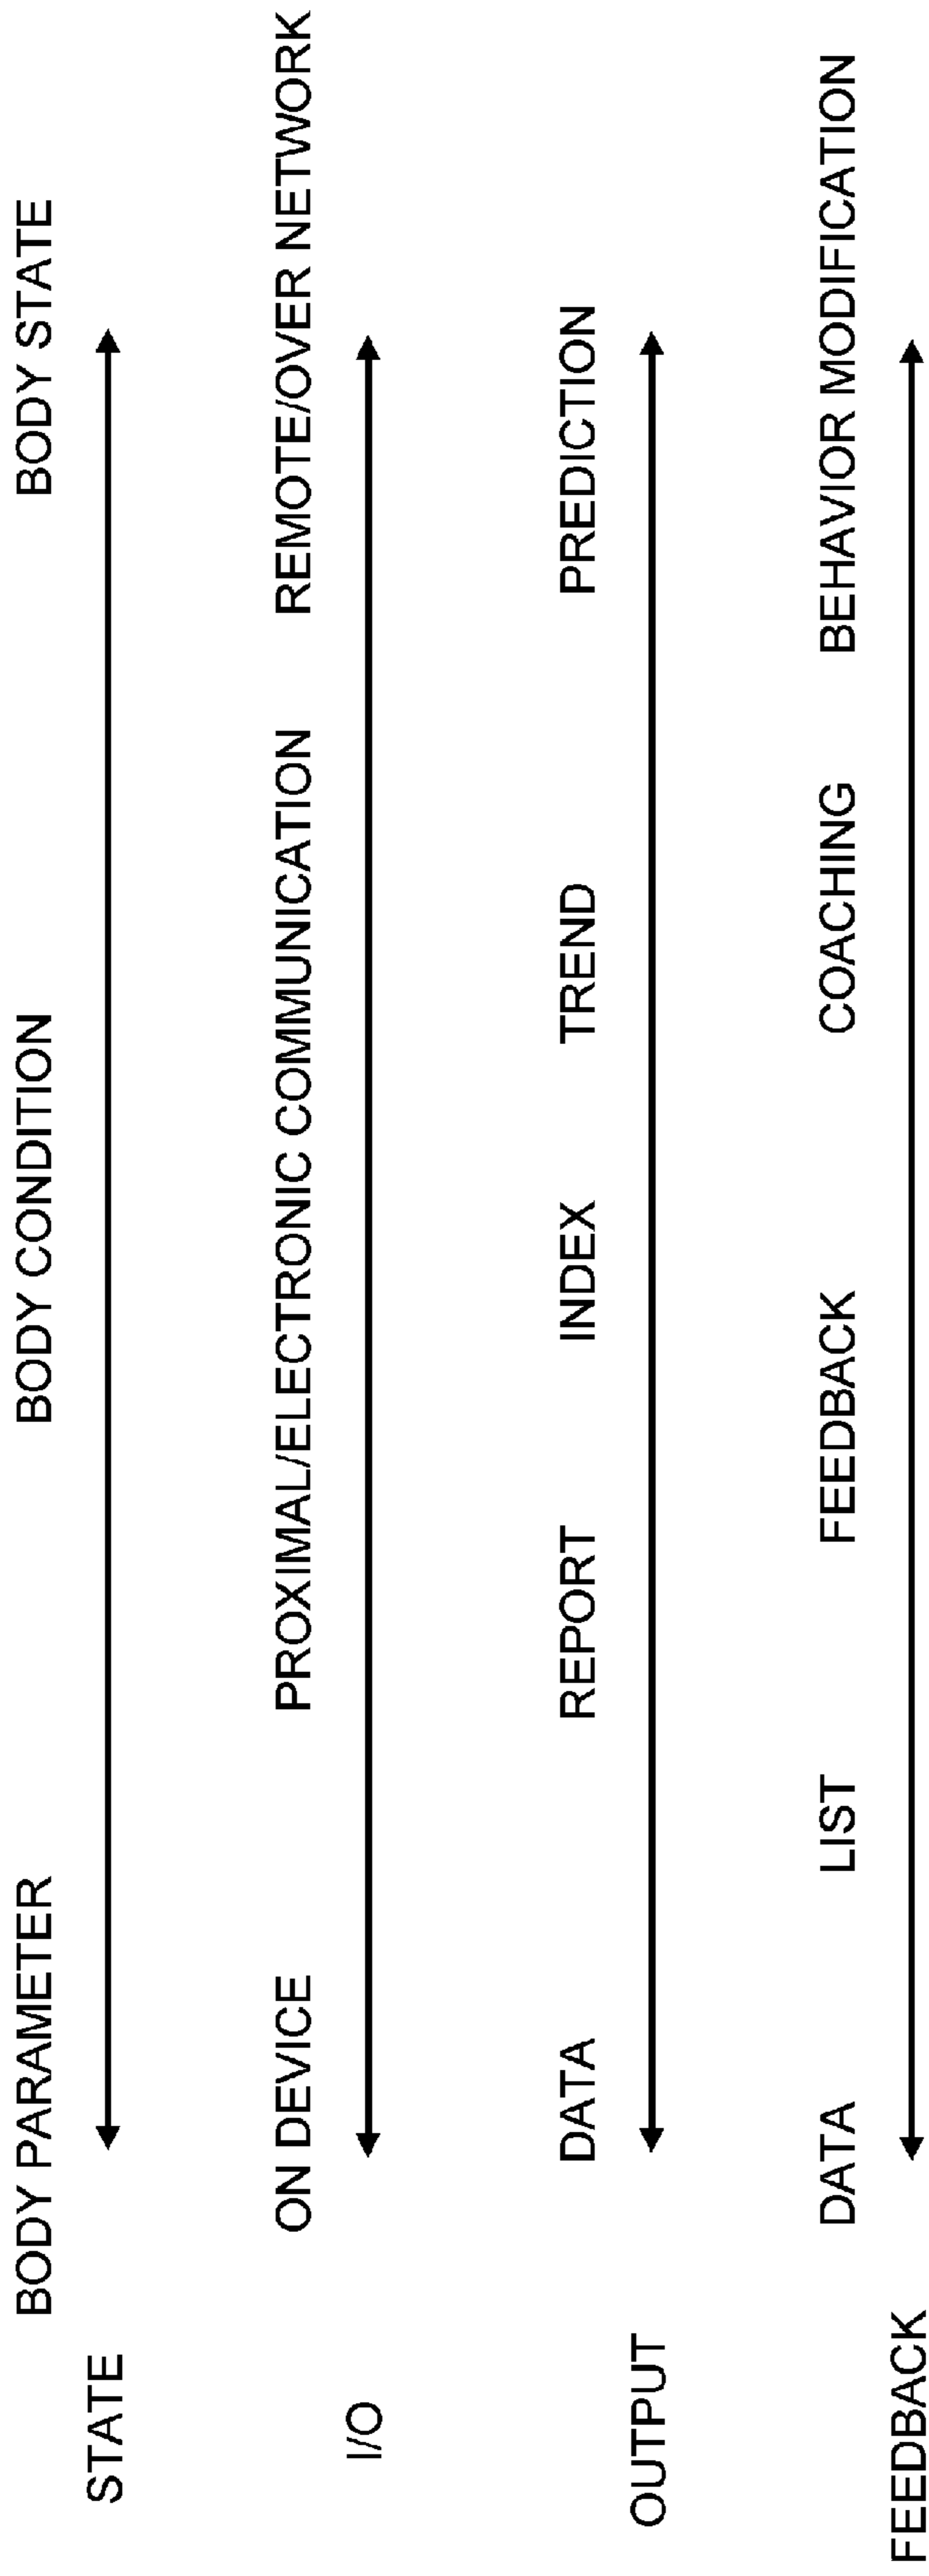 BODY PARAMETER BODY CONDITION BODY STATE
STATE
ON DEVICE PROXIMAL/ELECTRONIC COMMUNICATION REMOTE/OVER NETWORK
I/O
DATA REPORT INDEX TREND PREDICTION
OUTPUT
DATA LIST FEEDBACK COACHING BEHAVIOR MODIFICATION
FEEDBACK